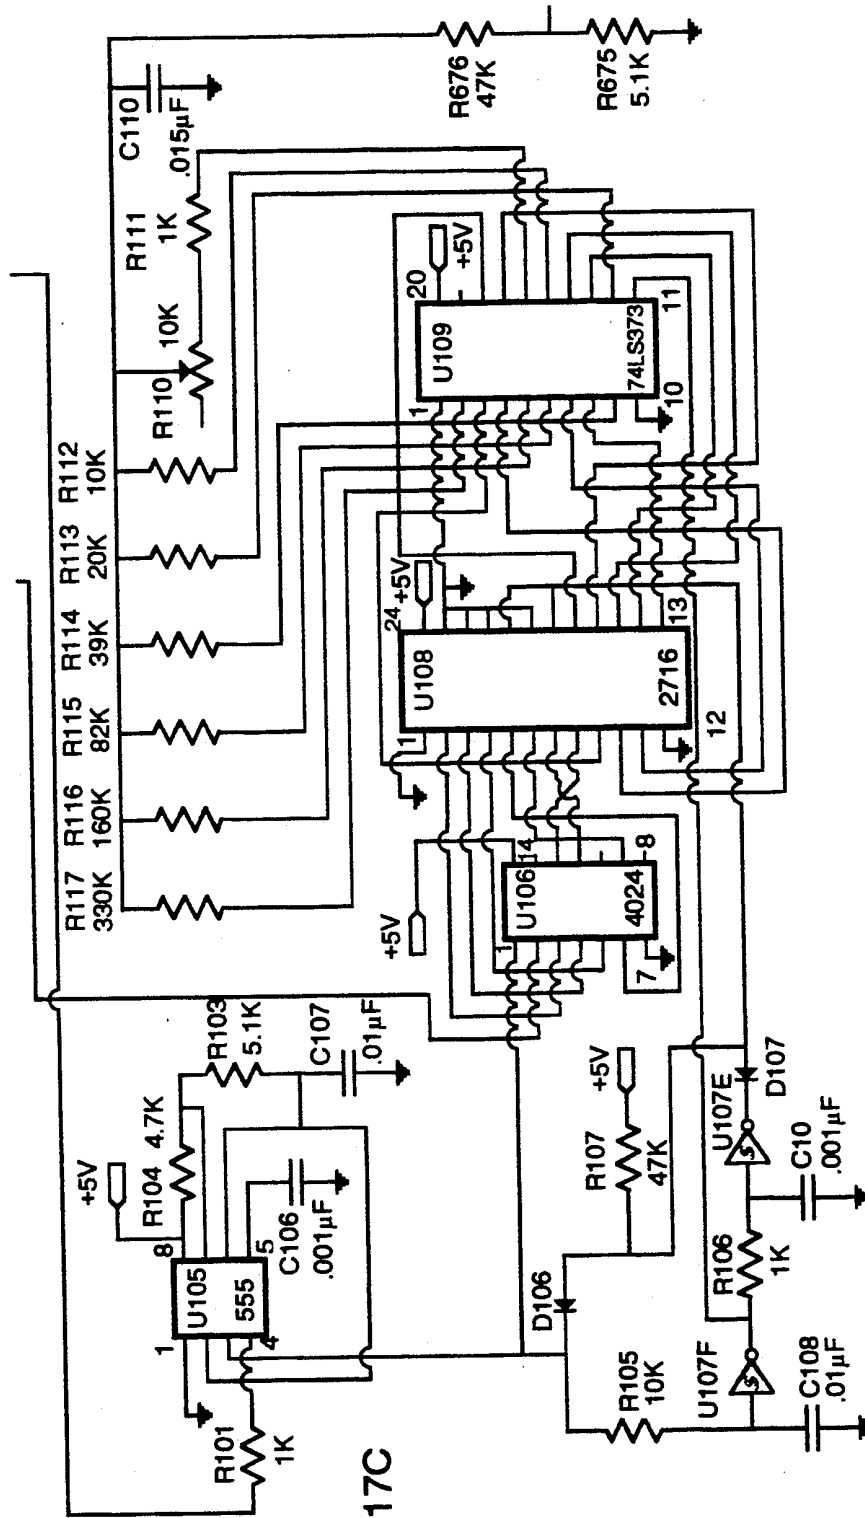 C110
.015µF
R676
47K
R675
5.1K
R111
1K
R110
10K
R112
10K
R113
20K
R114
39K
R115
82K
R116
160K
R117
330K
20
+5V
U109
74LS373
1
10
11
24
+5V
U108
2716
1
12
13
+5V
14
U106
4024
1
7
8
R103
5.1K
C107
.01µF
+5V
R104
4.7K
8
U105
555
1
4
5
C106
.001µF
R101
1K
17C
R107
47K
+5V
D106
R105
10K
U107F
C108
.01µF
R106
1K
U107E
D107
C10
.001µF
S
S